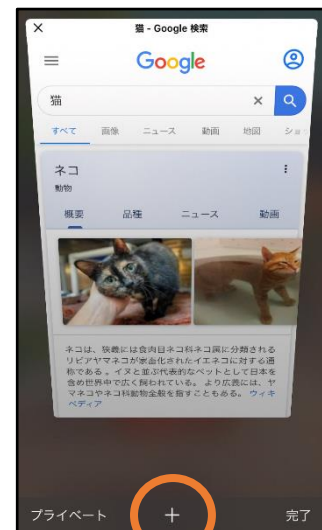 × 猫 - Google 検索
Google
猫 ×
すべて 画像 ニュース 動画 地図 ショ
ネコ
動物
概要 品種 ニュース 動画
ネコは、狭義には食肉目ネコ科ネコ属に分類される
リビアヤマネコが家畜化されたイエネコに対する通
称である。イヌと並ぶ代表的なペットとして日本を
含め世界中で広く飼われている。 より広義には、ヤ
マネコやネコ科動物全般を指すこともある。 ウィキ
ペディア
プライベート + 完了